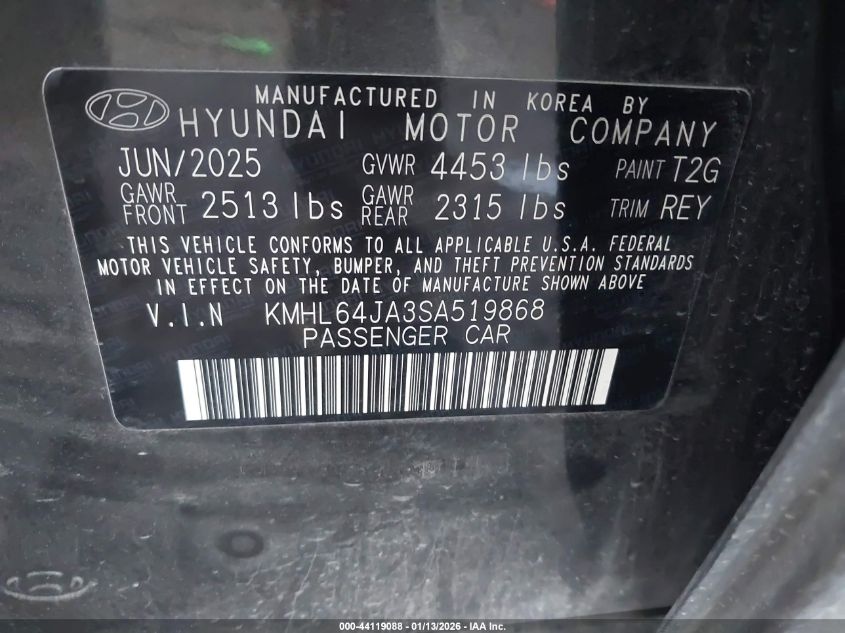 MANUFACTURED IN KOREA BY
HYUNDAI MOTOR COMPANY
JUN/2025 GVWR 4453 lbs PAINT T2G
GAWR FRONT 2513 lbs GAWR REAR 2315 lbs TRIM REY
THIS VEHICLE CONFORMS TO ALL APPLICABLE U.S.A. FEDERAL
MOTOR VEHICLE SAFETY, BUMPER, AND THEFT PREVENTION STANDARDS
IN EFFECT ON THE DATE OF MANUFACTURE SHOWN ABOVE
V.I.N KMHL64JA3SA519868
PASSENGER CAR
000-44119088 - 01/13/2026 - IAA Inc.